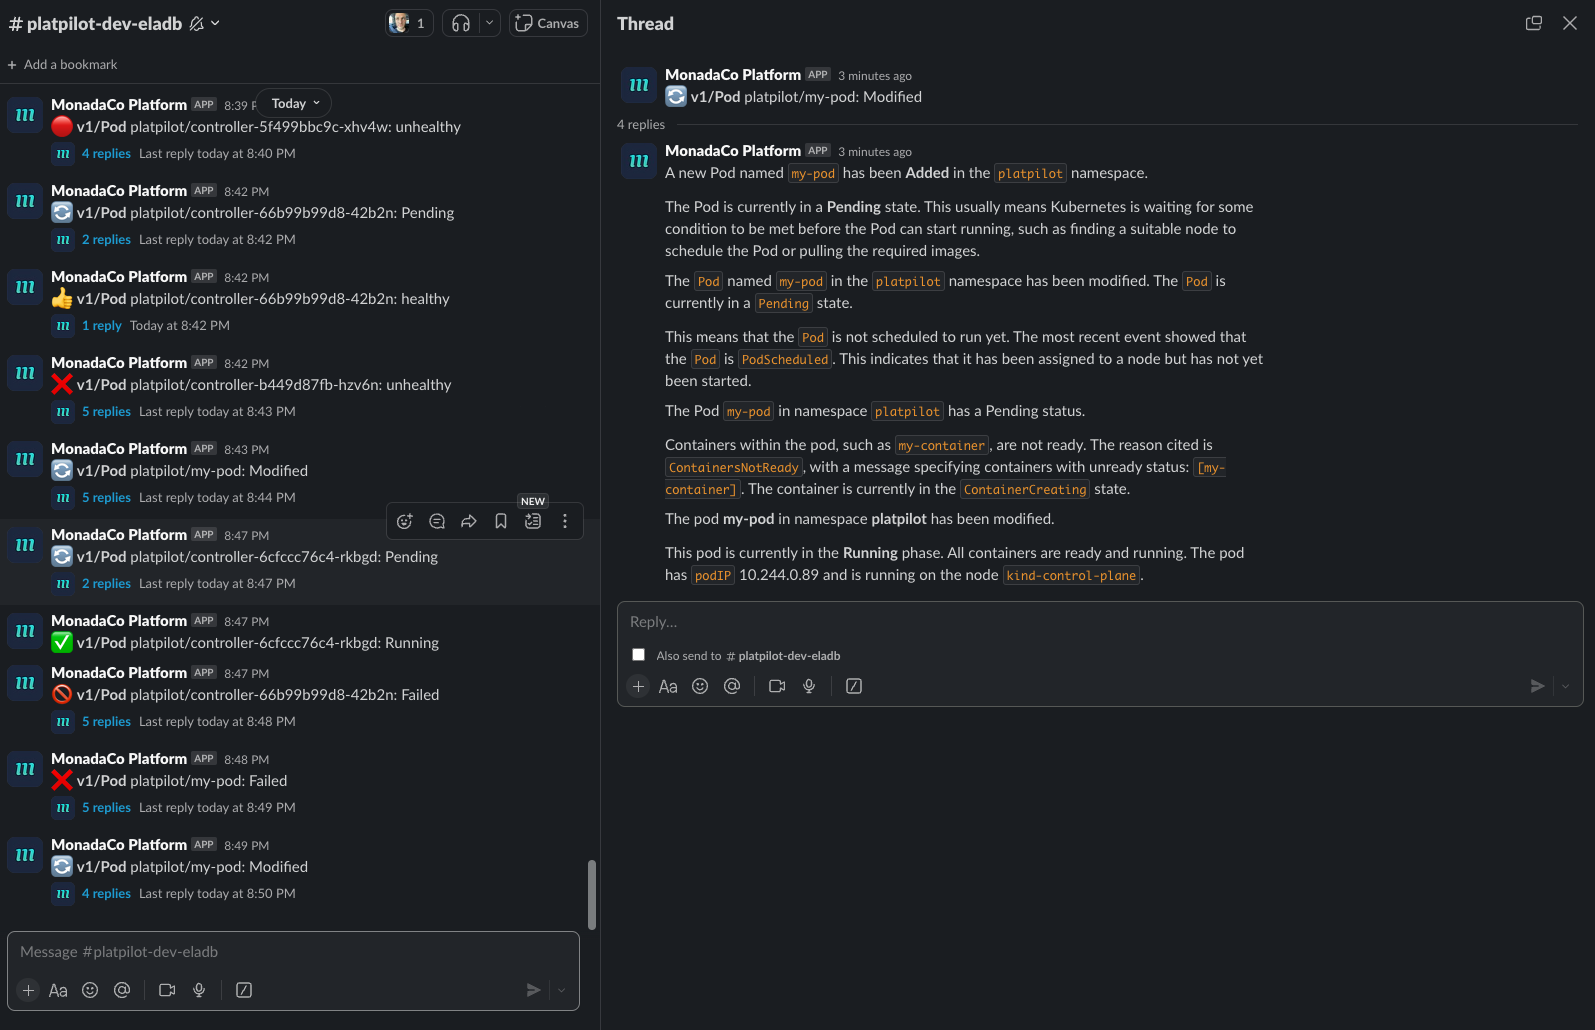 # platpilot-dev-eladb
1
Canvas
+ Add a bookmark
Today
MonadaCo Platform APP 8:39 P
v1/Pod platpilot/controller-5f499bbc9c-xhv4w: unhealthy
4 replies Last reply today at 8:40 PM
MonadaCo Platform APP 8:42 PM
v1/Pod platpilot/controller-66b99b99d8-42b2n: Pending
2 replies Last reply today at 8:42 PM
MonadaCo Platform APP 8:42 PM
v1/Pod platpilot/controller-66b99b99d8-42b2n: healthy
1 reply Today at 8:42 PM
MonadaCo Platform APP 8:42 PM
v1/Pod platpilot/controller-b449d87fb-hzv6n: unhealthy
5 replies Last reply today at 8:43 PM
MonadaCo Platform APP 8:43 PM
v1/Pod platpilot/my-pod: Modified
5 replies Last reply today at 8:44 PM
NEW
MonadaCo Platform APP 8:47 PM
v1/Pod platpilot/controller-6cfccc76c4-rkbgd: Pending
2 replies Last reply today at 8:47 PM
MonadaCo Platform APP 8:47 PM
v1/Pod platpilot/controller-6cfccc76c4-rkbgd: Running
MonadaCo Platform APP 8:47 PM
v1/Pod platpilot/controller-66b99b99d8-42b2n: Failed
5 replies Last reply today at 8:48 PM
MonadaCo Platform APP 8:48 PM
v1/Pod platpilot/my-pod: Failed
5 replies Last reply today at 8:49 PM
MonadaCo Platform APP 8:49 PM
v1/Pod platpilot/my-pod: Modified
4 replies Last reply today at 8:50 PM
Message #platpilot-dev-eladb
Aa
Thread
MonadaCo Platform APP 3 minutes ago
v1/Pod platpilot/my-pod: Modified
4 replies
MonadaCo Platform APP 3 minutes ago
A new Pod named my-pod has been Added in the platpilot namespace.
The Pod is currently in a Pending state. This usually means Kubernetes is waiting for some
condition to be met before the Pod can start running, such as finding a suitable node to
schedule the Pod or pulling the required images.
The Pod named my-pod in the platpilot namespace has been modified. The Pod is
currently in a Pending state.
This means that the Pod is not scheduled to run yet. The most recent event showed that
the Pod is PodScheduled. This indicates that it has been assigned to a node but has not yet
been started.
The Pod my-pod in namespace platpilot has a Pending status.
Containers within the pod, such as my-container, are not ready. The reason cited is
ContainersNotReady, with a message specifying containers with unready status: [my-
container]. The container is currently in the ContainerCreating state.
The pod my-pod in namespace platpilot has been modified.
This pod is currently in the Running phase. All containers are ready and running. The pod
has podIP 10.244.0.89 and is running on the node kind-control-plane.
Reply...
Also send to # platpilot-dev-eladb
Aa